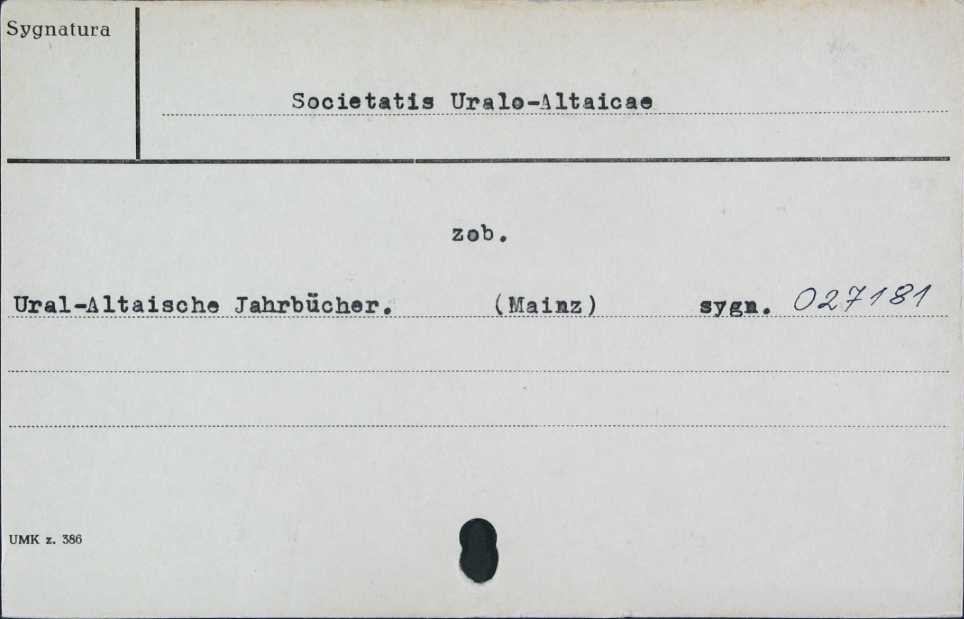 Sygnatura
Societatis Uralo-Altaicae
zob.
Ural-Altaische Jahrbücher. (Mainz) sygn. 027181
UMK z. 386